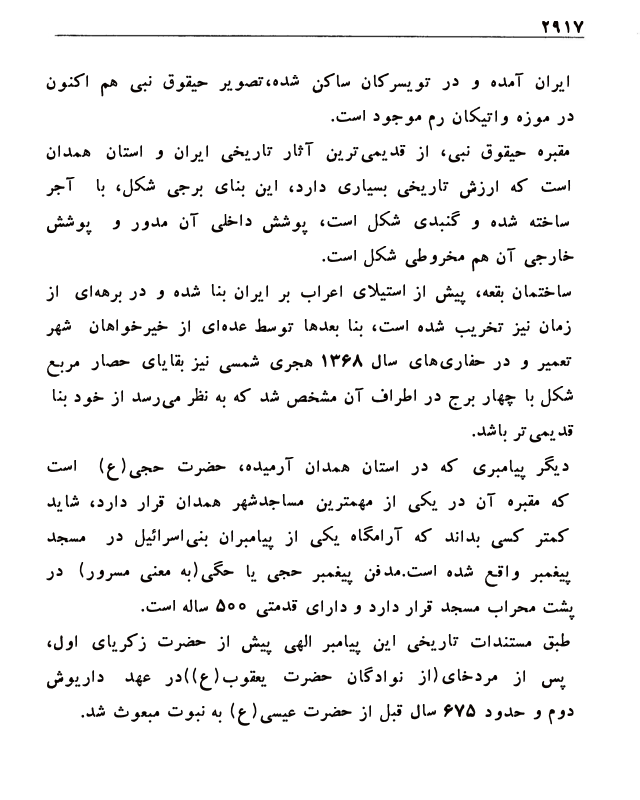 ۲۹۱۷
ایران آمده و در تویسرکان ساکن شده،تصویر حیقوق نبی هم اکنون
در موزه واتیکان رم موجود است.
مقبره حیقوق نبی، از قدیمی‌ترین آثار تاریخی ایران و استان همدان
است که ارزش تاریخی بسیاری دارد، این بنای برجی شکل، با آجر
ساخته شده و گنبدی شکل است، پوشش داخلی آن مدور و پوشش
خارجی آن هم مخروطی شکل است.
ساختمان بقعه، پیش از استیلای اعراب بر ایران بنا شده و در برهه‌ای از
زمان نیز تخریب شده است، بنا بعدها توسط عده‌ای از خیرخواهان شهر
تعمیر و در حفاری‌های سال ۱۳۶۸ هجری شمسی نیز بقایای حصار مربع
شکل با چهار برج در اطراف آن مشخص شد که به نظر می‌رسد از خود بنا
قدیمی‌تر باشد.
دیگر پیامبری که در استان همدان آرمیده، حضرت حجی(ع) است
که مقبره آن در یکی از مهمترین مساجدشهر همدان قرار دارد، شاید
کمتر کسی بداند که آرامگاه یکی از پیامبران بنی‌اسرائیل در مسجد
پیغمبر واقع شده است.مدفن پیغمبر حجی یا حگی(به معنی مسرور) در
پشت محراب مسجد قرار دارد و دارای قدمتی ۵۰۰ ساله است.
طبق مستندات تاریخی این پیامبر الهی پیش از حضرت زکریای اول،
پس از مردخای(از نوادگان حضرت یعقوب(ع))در عهد داریوش
دوم و حدود ۶۷۵ سال قبل از حضرت عیسی(ع) به نبوت مبعوث شد.